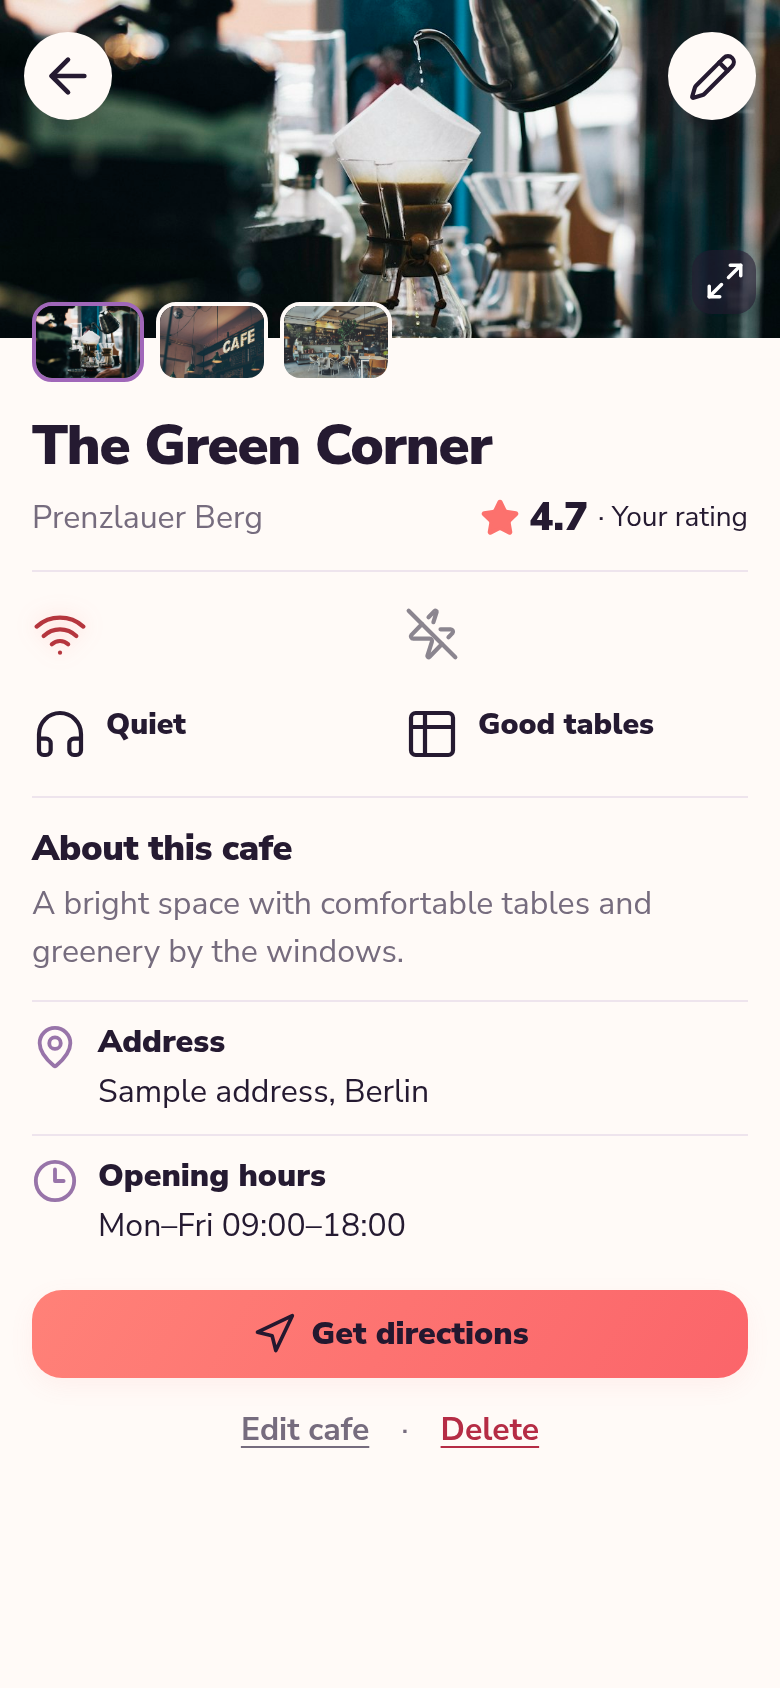 CAFE
The Green Corner
Prenzlauer Berg
4.7 · Your rating
Quiet
Good tables
About this cafe
A bright space with comfortable tables and
greenery by the windows.
Address
Sample address, Berlin
Opening hours
Mon–Fri 09:00–18:00
Get directions
Edit cafe · Delete